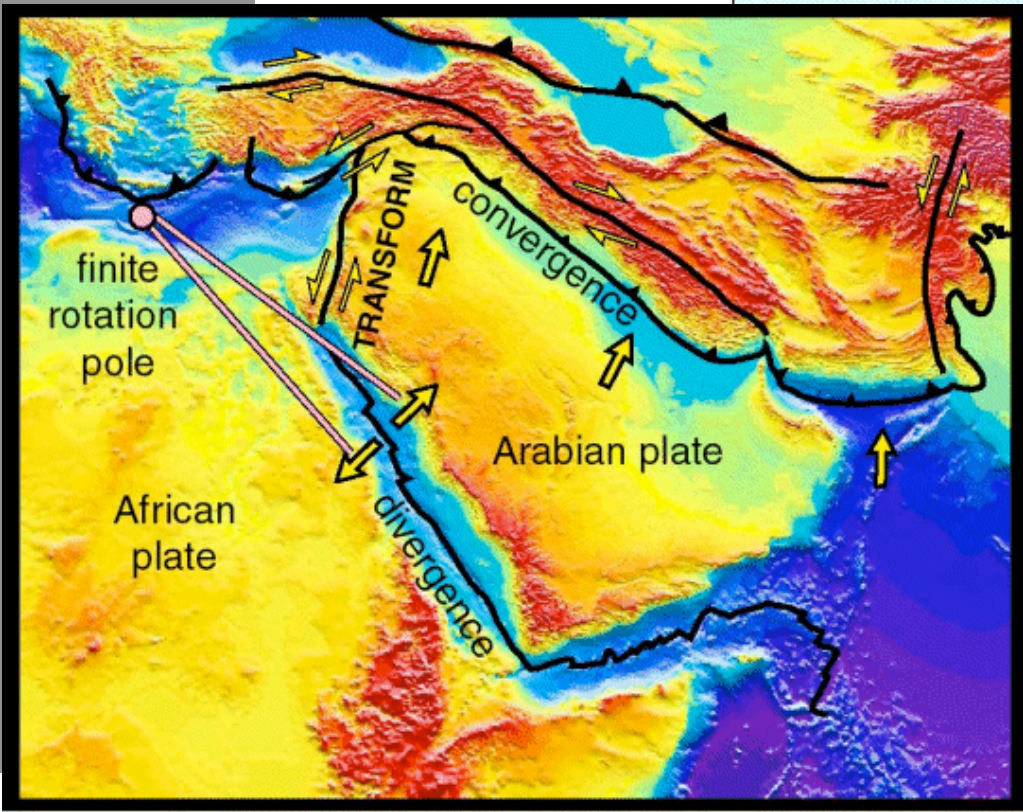 TRANSFORM
convergence
finite
rotation
pole
Arabian plate
African
plate
divergence